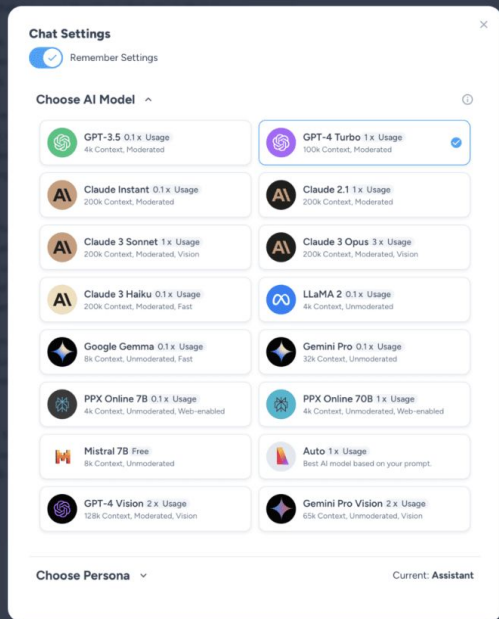 Chat Settings
Remember Settings
Choose AI Model
GPT-3.5 0.1 x Usage
4k Context, Moderated
GPT-4 Turbo 1 x Usage
100k Context, Moderated
Claude Instant 0.1 x Usage
200k Context, Moderated
Claude 2.1 1 x Usage
200k Context, Moderated
Claude 3 Sonnet 1 x Usage
200k Context, Moderated, Vision
Claude 3 Opus 3 x Usage
200k Context, Moderated, Vision
Claude 3 Haiku 0.1 x Usage
200k Context, Moderated, Fast
LLaMA 2 0.1 x Usage
4k Context, Unmoderated
Google Gemma 0.1 x Usage
8k Context, Unmoderated, Fast
Gemini Pro 0.1 x Usage
32k Context, Unmoderated
PPX Online 7B 0.1 x Usage
4k Context, Unmoderated, Web-enabled
PPX Online 70B 1 x Usage
4k Context, Unmoderated, Web-enabled
Mistral 7B Free
8k Context, Unmoderated
Auto 1 x Usage
Best AI model based on your prompt.
GPT-4 Vision 2 x Usage
128k Context, Moderated, Vision
Gemini Pro Vision 2 x Usage
65k Context, Unmoderated, Vision
Choose Persona
Current: Assistant